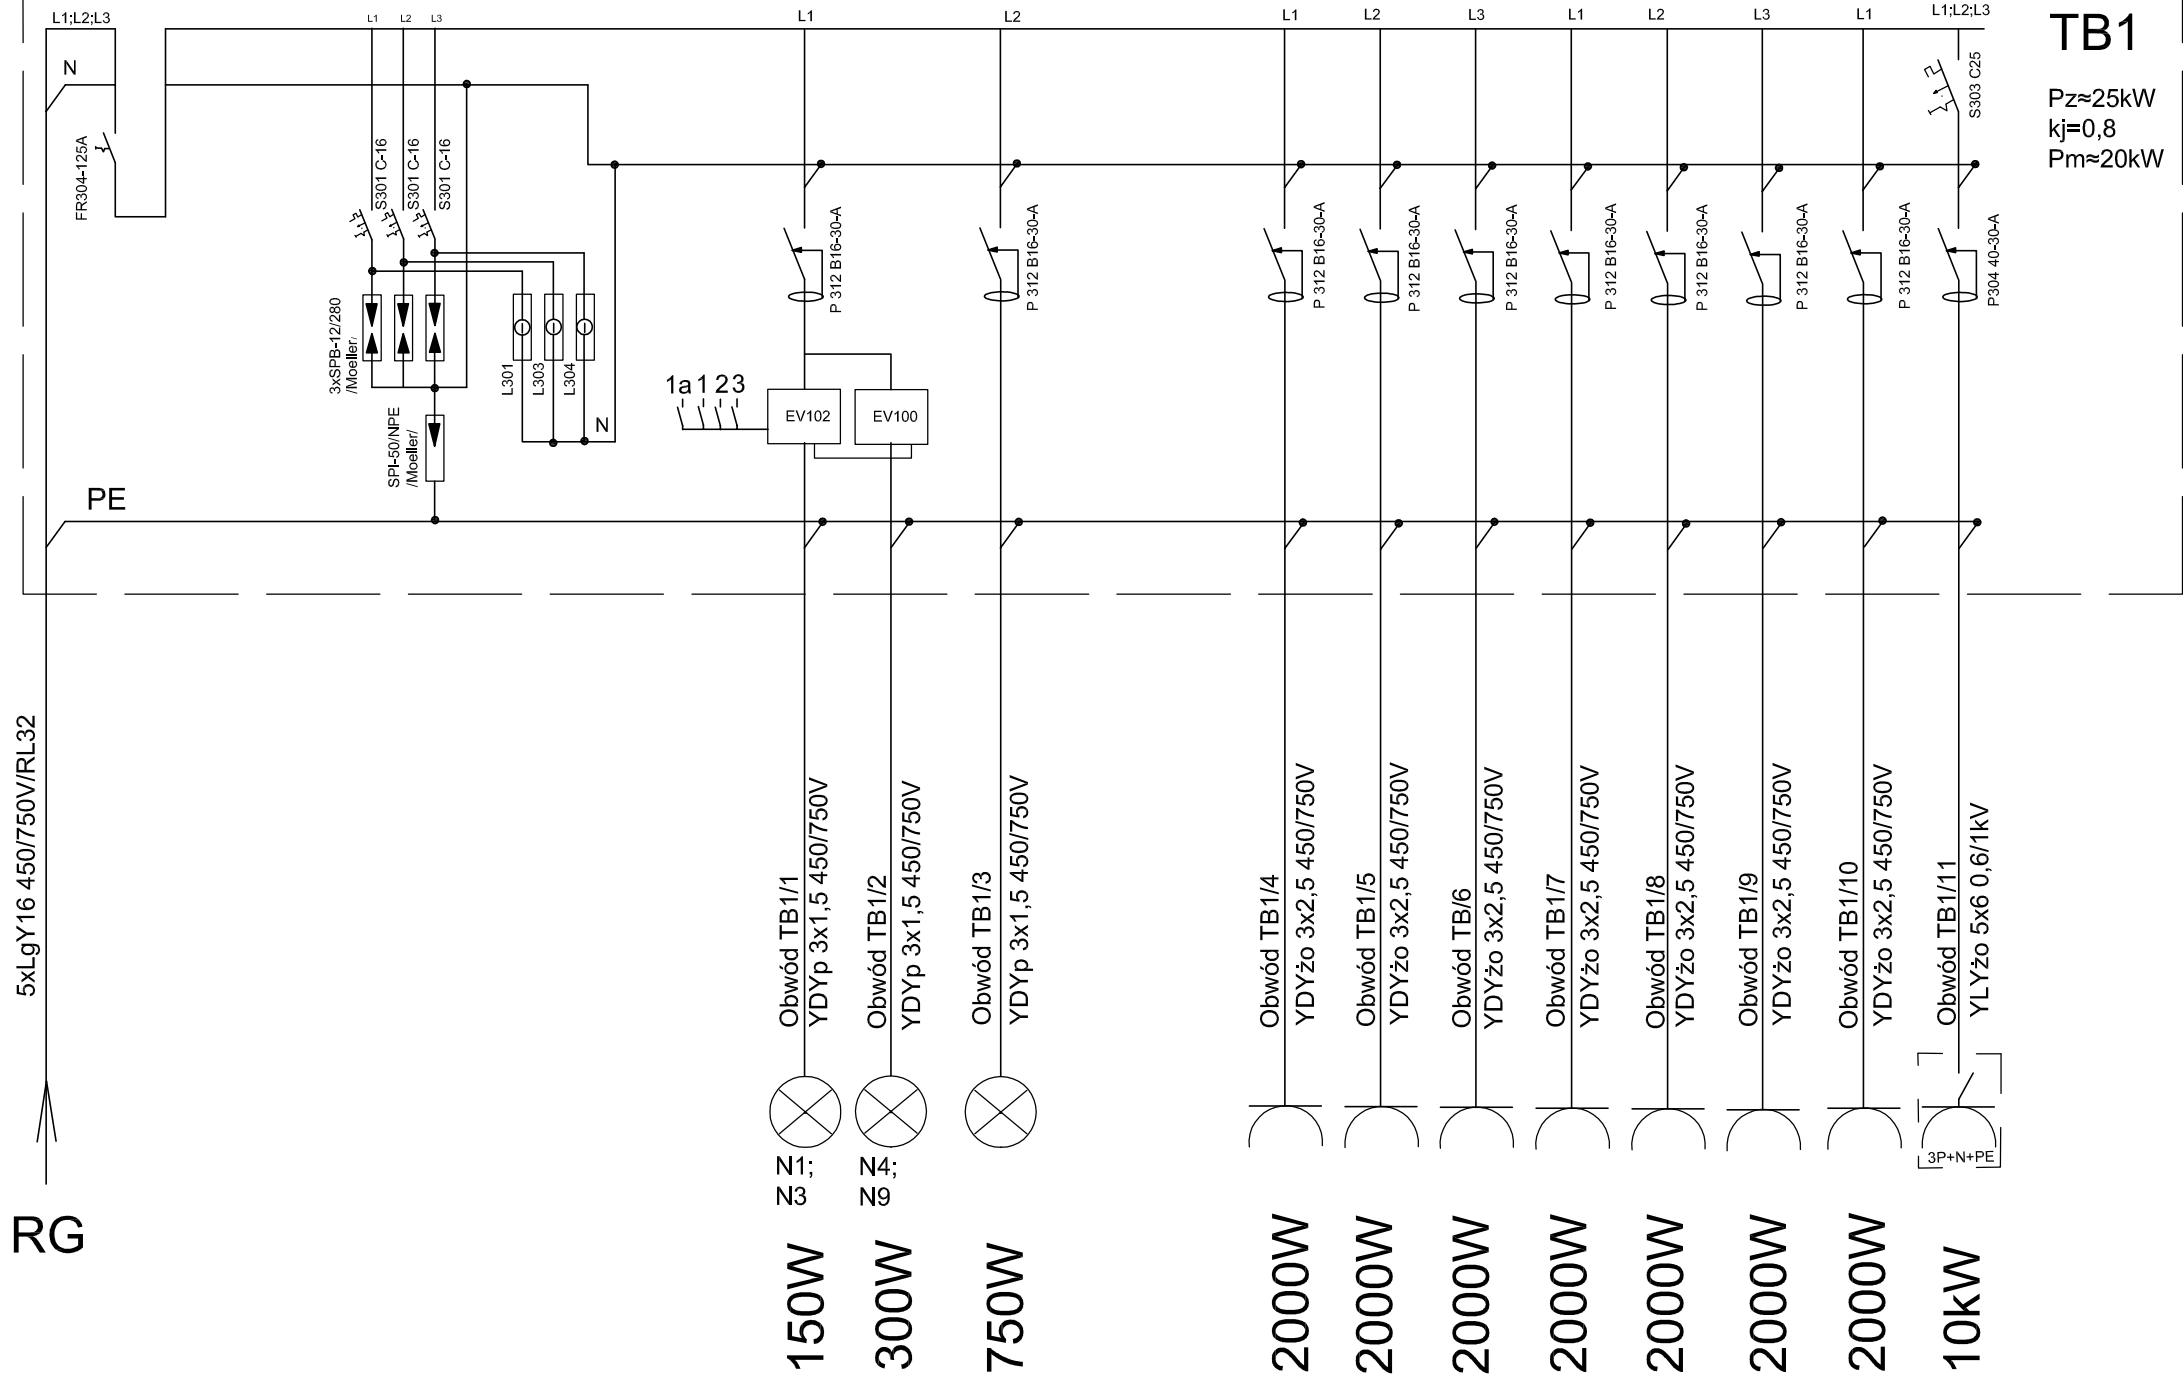 L1;L2;L3
L1
L2
L3
L1
L2
L1
L2
L3
L1
L2
L3
L1
L1;L2;L3
TB1
Pz≈25kW
kj=0,8
Pm≈20kW
N
FR304-125A
S301 C-16
S301 C-16
S301 C-16
S303 C25
P 312 B16-30-A
P 312 B16-30-A
P 312 B16-30-A
P 312 B16-30-A
P 312 B16-30-A
P 312 B16-30-A
P 312 B16-30-A
P 312 B16-30-A
P 312 B16-30-A
P304 40-30-A
3xSPB-12/280
/Moeller/
L301
L303
L304
N
SPI-50/NPE
/Moeller/
1a 1 2 3
EV102
EV100
PE
5xLgY16 450/750V/RL32
Obwód TB1/1
YDYp 3x1,5 450/750V
Obwód TB1/2
YDYp 3x1,5 450/750V
Obwód TB1/3
YDYp 3x1,5 450/750V
Obwód TB1/4
YDYżo 3x2,5 450/750V
Obwód TB1/5
YDYżo 3x2,5 450/750V
Obwód TB/6
YDYżo 3x2,5 450/750V
Obwód TB1/7
YDYżo 3x2,5 450/750V
Obwód TB1/8
YDYżo 3x2,5 450/750V
Obwód TB1/9
YDYżo 3x2,5 450/750V
Obwód TB1/10
YDYżo 3x2,5 450/7750V
Obwód TB1/11
YLYżo 5x6 0,6/1kV
3P+N+PE
N1;
N3
N4;
N9
RG
150W
300W
750W
2000W
2000W
2000W
2000W
2000W
2000W
2000W
10kW